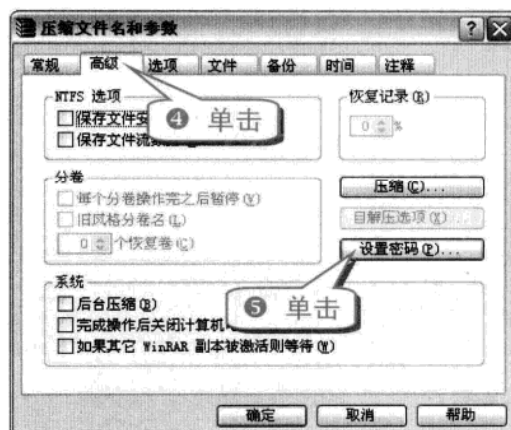 压缩文件名和参数
常规 高级 选项 文件 备份 时间 注释
NTFS 选项
保存文件安
保存文件流数
④ 单击
恢复记录(R)
0 %
分卷
每个分卷操作完之后暂停(V)
旧风格分卷名(L)
0 个恢复卷(C)
压缩(C)...
自解压选项(X)...
设置密码(P)...
⑤ 单击
系统
后台压缩(B)
完成操作后关闭计算机
如果其它 WinRAR 副本被激活则等待(W)
确定 取消 帮助